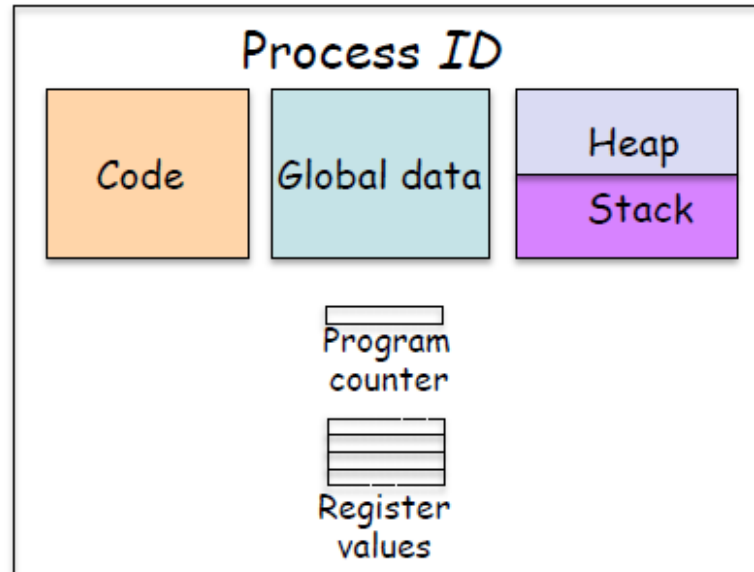 Process ID
Code
Global data
Heap
Stack
Program
counter
Register
values